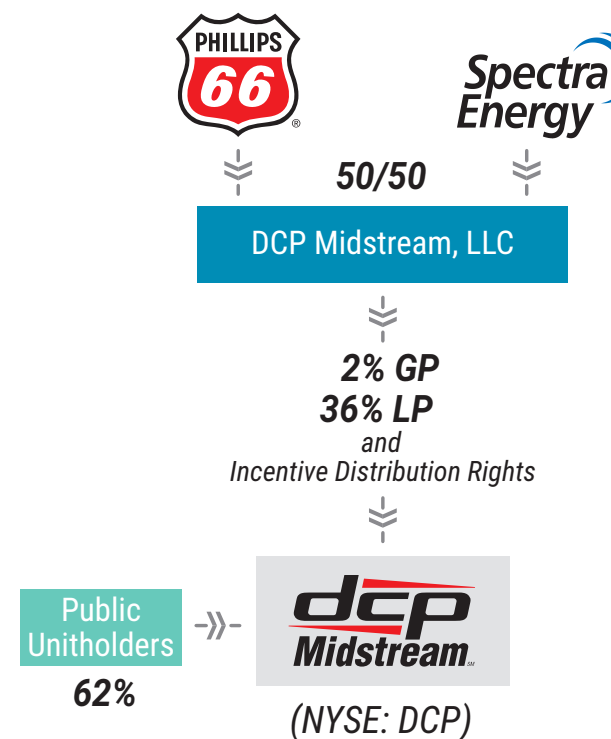 PHILLIPS
66
®
Spectra
Energy
50/50
DCP Midstream, LLC
2% GP
36% LP
and
Incentive Distribution Rights
Public
Unitholders
62%
dcp
Midstream
SM
(NYSE: DCP)